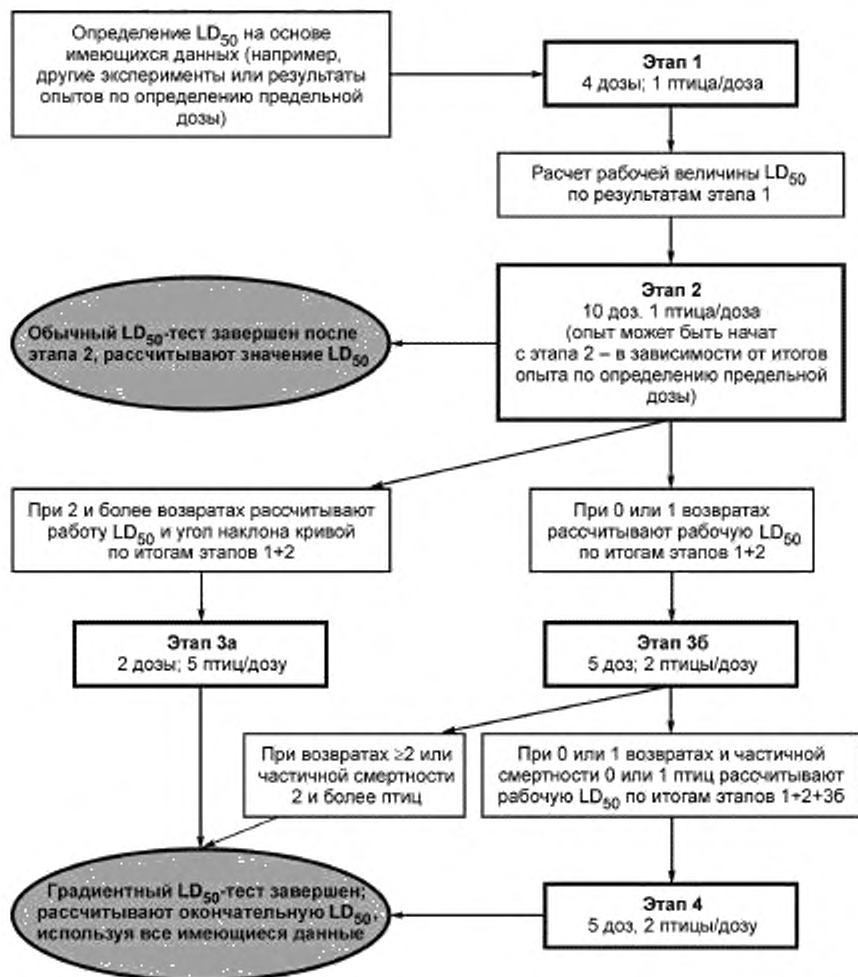 Определение LD50 на основе
имеющихся данных (например,
другие эксперименты или результаты
опытов по определению предельной
дозы)
Этап 1
4 дозы; 1 птица/доза
Расчет рабочей величины LD50
по результатам этапа 1
Этап 2
10 доз. 1 птица/доза
(опыт может быть начат
с этапа 2 – в зависимости от итогов
опыта по определению предельной
дозы)
Обычный LD50-тест завершен после
этапа 2, рассчитывают значение LD50
При 2 и более возвратах рассчитывают
работу LD50 и угол наклона кривой
по итогам этапов 1+2
При 0 или 1 возвратах
рассчитывают рабочую LD50
по итогам этапов 1+2
Этап 3а
2 дозы; 5 птиц/дозу
Этап 3б
5 доз; 2 птицы/дозу
При возвратах ≥2 или
частичной смертности
2 и более птиц
При 0 или 1 возвратах и частичной
смертности 0 или 1 птиц рассчитывают
рабочую LD50 по итогам этапов 1+2+3б
Градиентный LD50-тест завершен;
рассчитывают окончательную LD50,
используя все имеющиеся данные
Этап 4
5 доз, 2 птицы/дозу